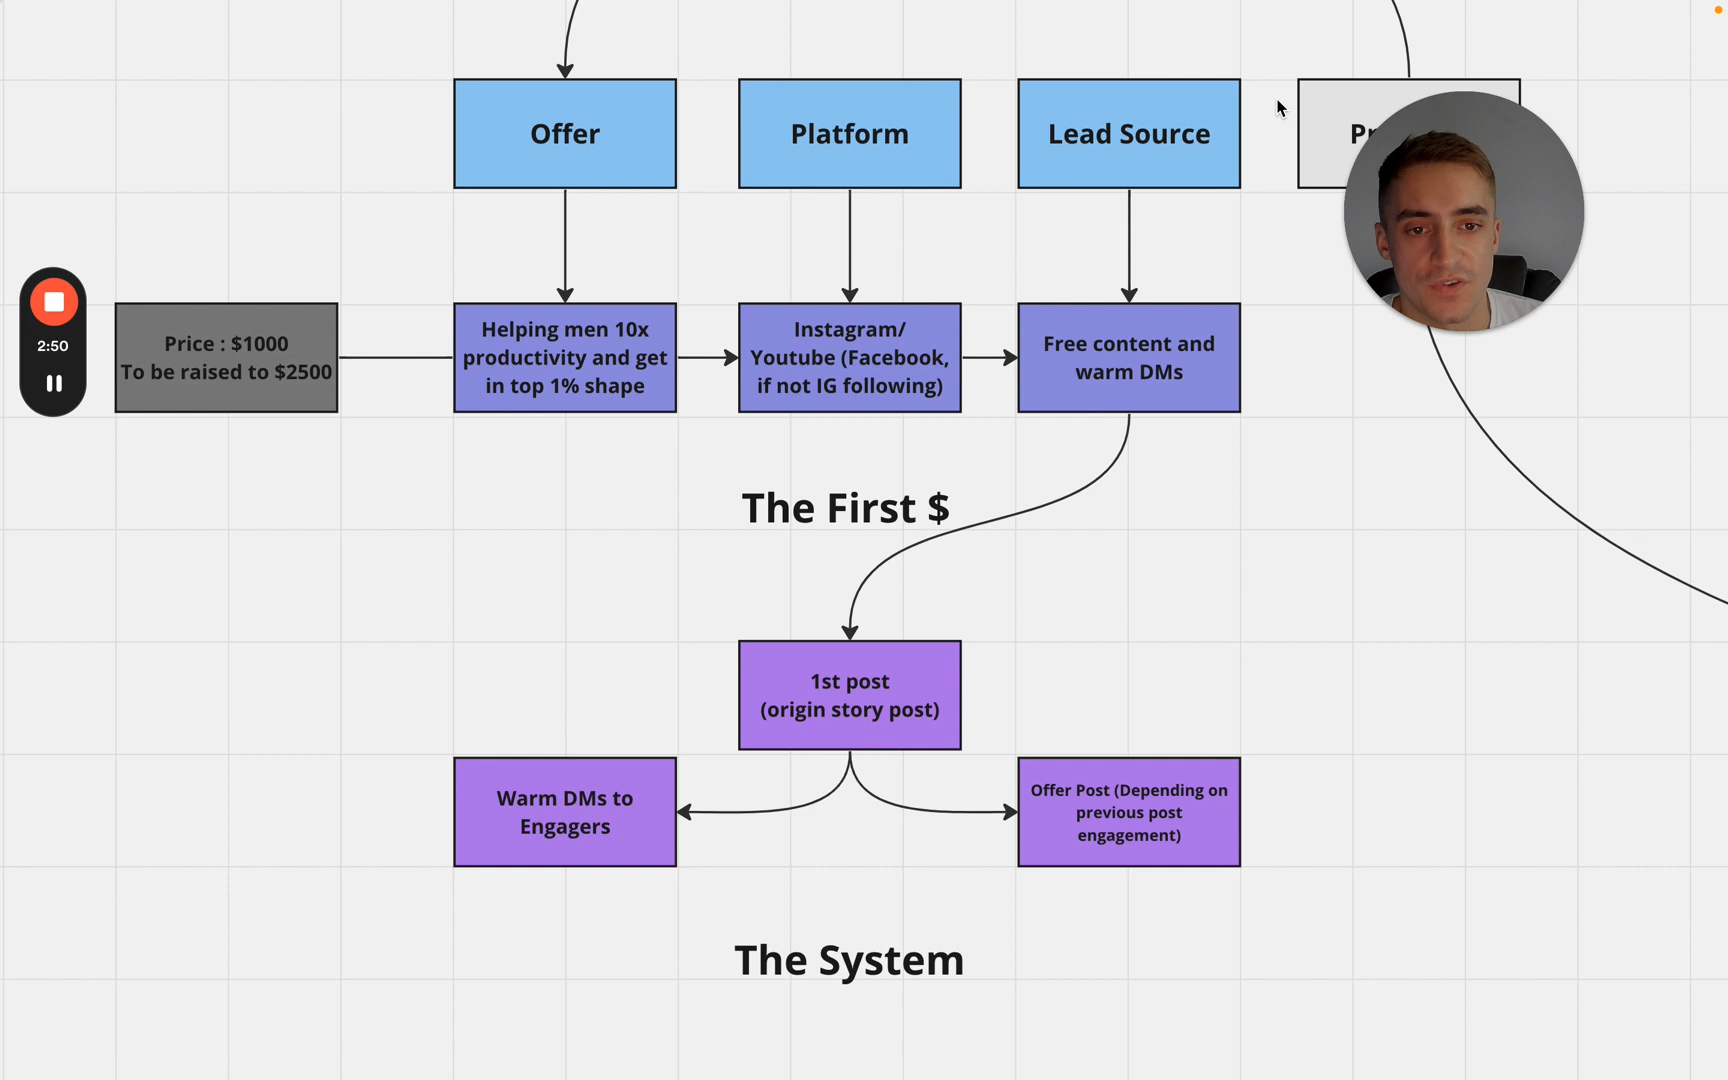 Offer
Platform
Lead Source
2:50
Price : $1000
To be raised to $2500
Helping men 10x
productivity and get
in top 1% shape
Instagram/
Youtube (Facebook,
if not IG following)
Free content and
warm DMs
The First $
1st post
(origin story post)
Warm DMs to
Engagers
Offer Post (Depending on
previous post
engagement)
The System